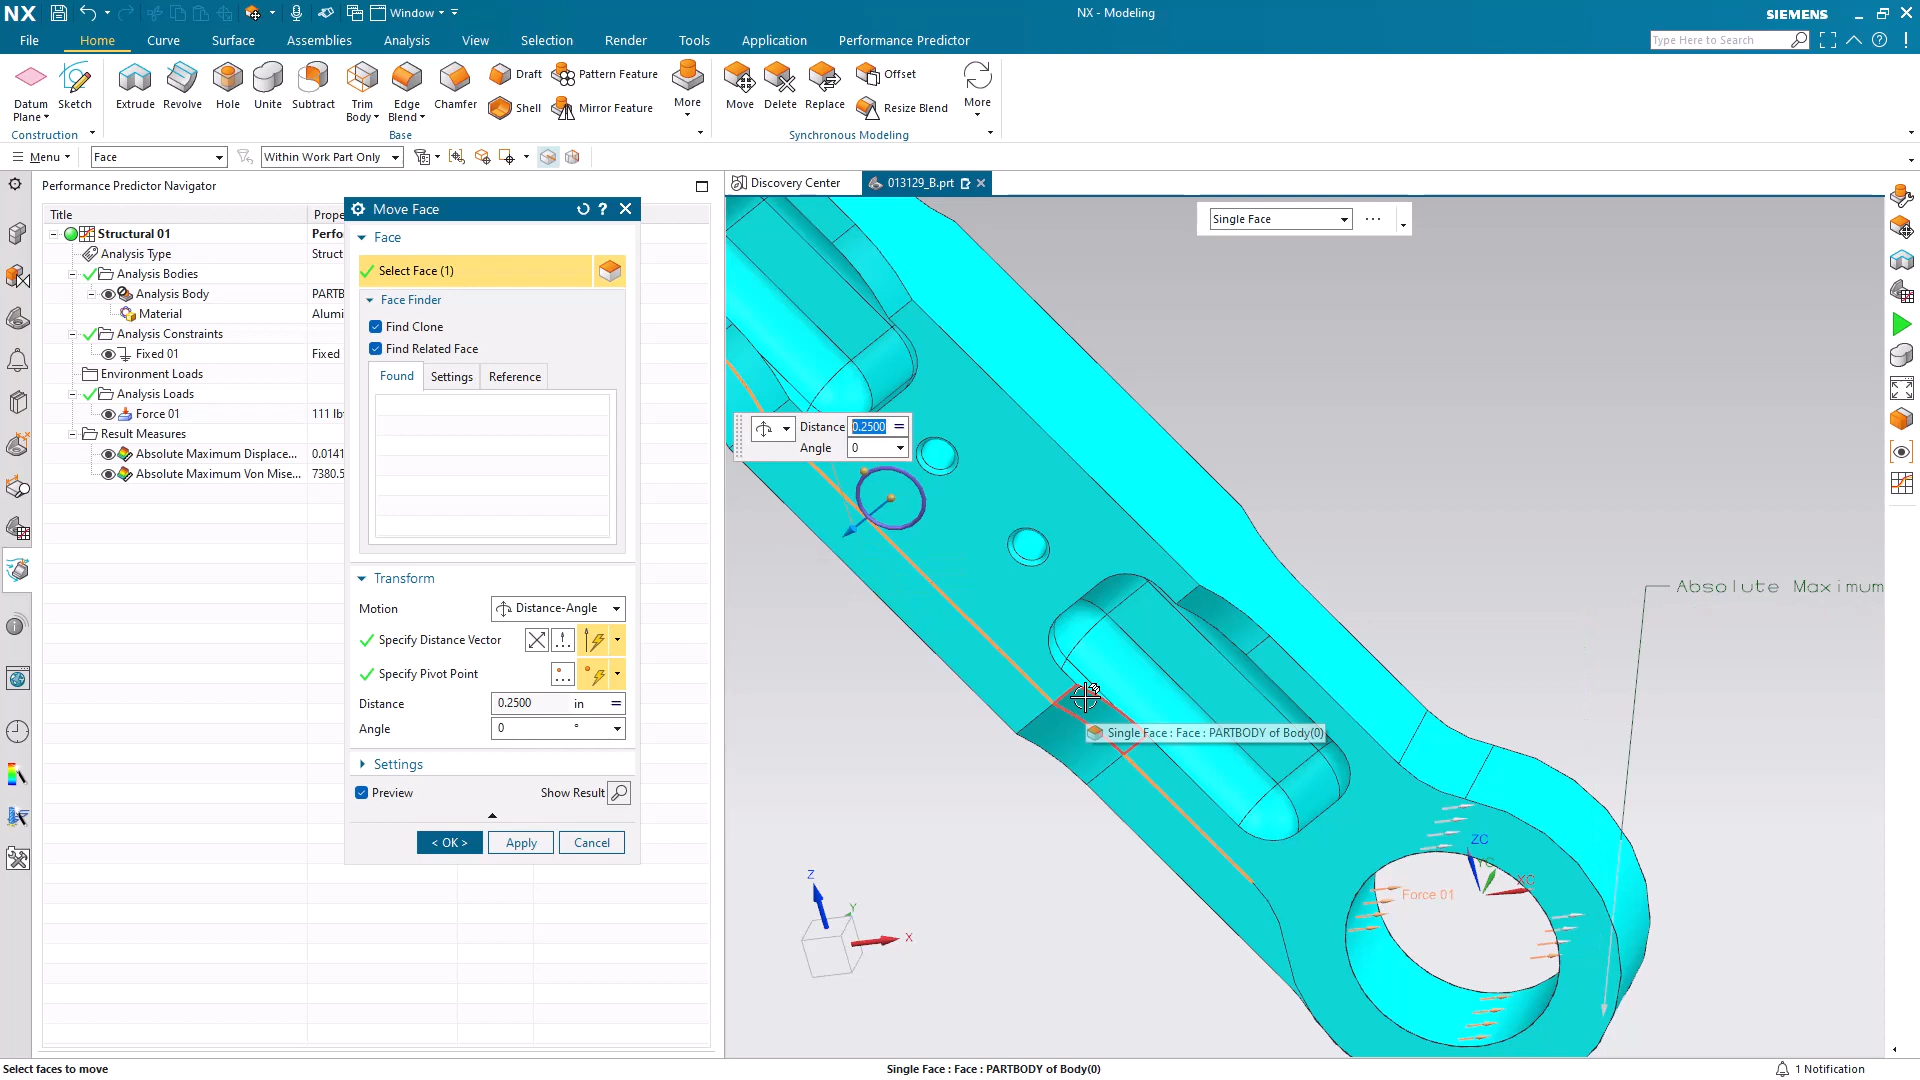 NX
Window
NX - Modeling
SIEMENS
File
Home
Curve
Surface
Assemblies
Analysis
View
Selection
Render
Tools
Application
Performance Predictor
Type Here to Search
Datum Plane
Sketch
Extrude
Revolve
Hole
Unite
Subtract
Trim Body
Edge Blend
Chamfer
Draft
Shell
Pattern Feature
Mirror Feature
More
Move
Delete
Replace
Offset
Resize Blend
More
Construction
Base
Synchronous Modeling
Menu
Face
Within Work Part Only
Performance Predictor Navigator
Discovery Center
013129_B.prt
Title
Prope
Structural 01
Perfo
Analysis Type
Struct
Analysis Bodies
Analysis Body
PARTB
Material
Alumi
Analysis Constraints
Fixed 01
Fixed
Environment Loads
Analysis Loads
Force 01
111 lb
Result Measures
Absolute Maximum Displace...
0.0141
Absolute Maximum Von Mise...
7380.5
Move Face
Face
Select Face (1)
Face Finder
Find Clone
Find Related Face
Found
Settings
Reference
Transform
Motion
Distance-Angle
Specify Distance Vector
Specify Pivot Point
Distance
0.2500
in
=
Angle
0
°
Settings
Preview
Show Result
< OK >
Apply
Cancel
Single Face
Distance
0.2500
=
Angle
0
Single Face : Face : PARTBODY of Body(0)
Absolute Maximum
Force 01
ZC
YC
XC
Z
Y
X
Select faces to move
Single Face : Face : PARTBODY of Body(0)
1 Notification